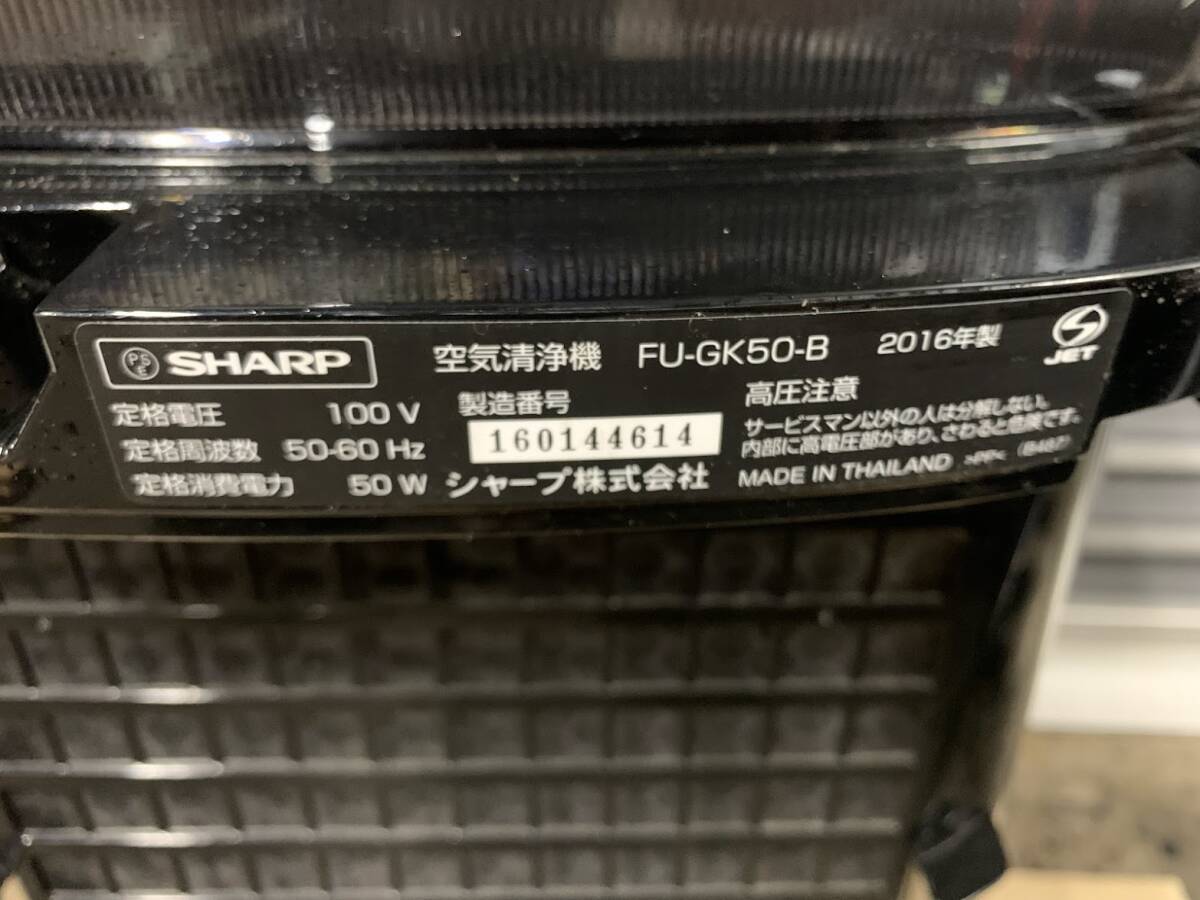 PSE SHARP 空気清浄機 FU-GK50-B 2016年製 JET
定格電圧 100 V
定格周波数 50-60 Hz
定格消費電力 50 W
製造番号
160144614
シャープ株式会社
高圧注意
サービスマン以外の人は分解しない。
内部に高電圧部があり、さわると危険です。
MADE IN THAILAND >PP<